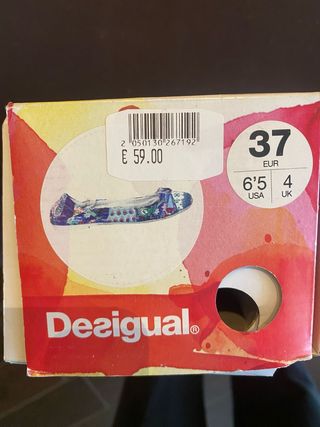 2 050130 267192
€ 59.00
37
EUR
6'5 4
USA UK
Desigual®